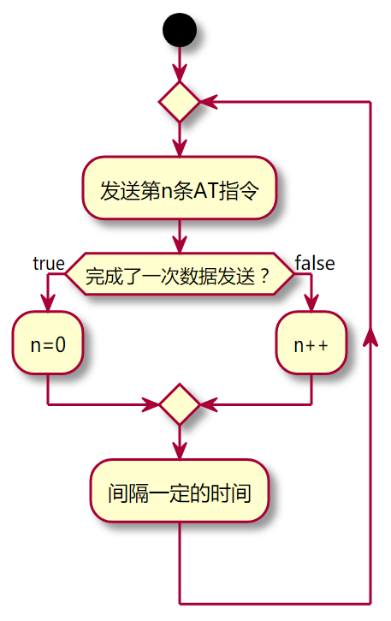 发送第n条AT指令
true
完成了一次数据发送？
false
n=0
n++
间隔一定的时间